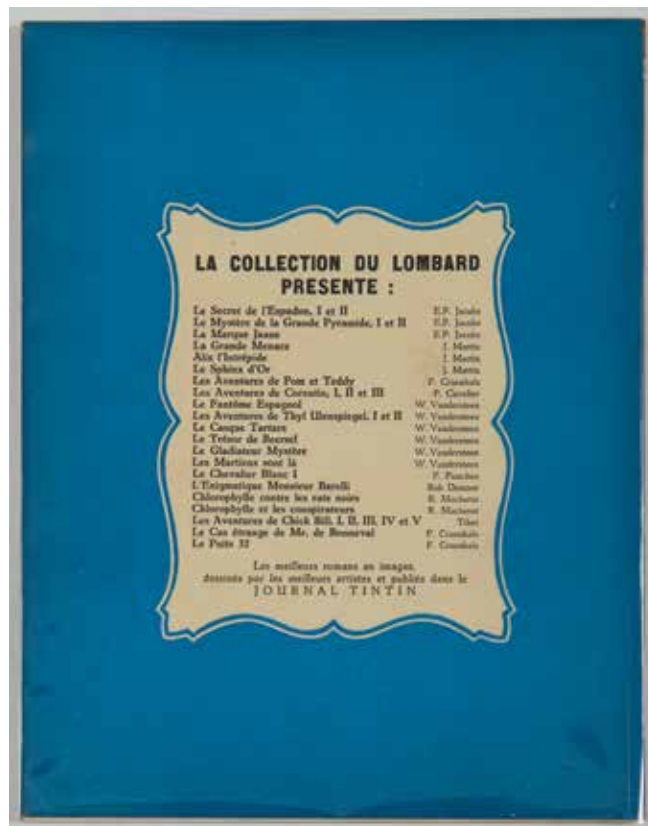 LA COLLECTION DU LOMBARD
PRESENTE :
Le Secret de l'Espadon, I et II E.P. Jacobs
Le Mystère de la Grande Pyramide, I et II E.P. Jacobs
La Marque Jaune E.P. Jacobs
La Grande Menace J. Martin
Alix l'Intrépide J. Martin
Le Sphinx d'Or J. Martin
Les Aventures de Pom et Teddy F. Craenhals
Les Aventures de Corentin, I, II et III P. Cuvelier
Le Fantôme Espagnol W. Vandersteen
Les Aventures de Thyl Ulenspiegel, I et II W. Vandersteen
Le Casque Tartare W. Vandersteen
Le Trésor de Beersel W. Vandersteen
Le Gladiateur Mystère W. Vandersteen
Les Martiens sont là W. Vandersteen
Le Chevalier Blanc I F. Funcken
L'Enigmatique Monsieur Barelli Bob Demoor
Chlorophylle contre les rats noirs R. Macherot
Chlorophylle et les conspirateurs R. Macherot
Les Aventures de Chick Bill, I, II, III, IV et V Tibet
Le Cas étrange de Mr. de Bonneval F. Craenhals
Le Puits 32 F. Craenhals
Les meilleurs romans en images,
dessinés par les meilleurs artistes et publiés dans le
JOURNAL TINTIN